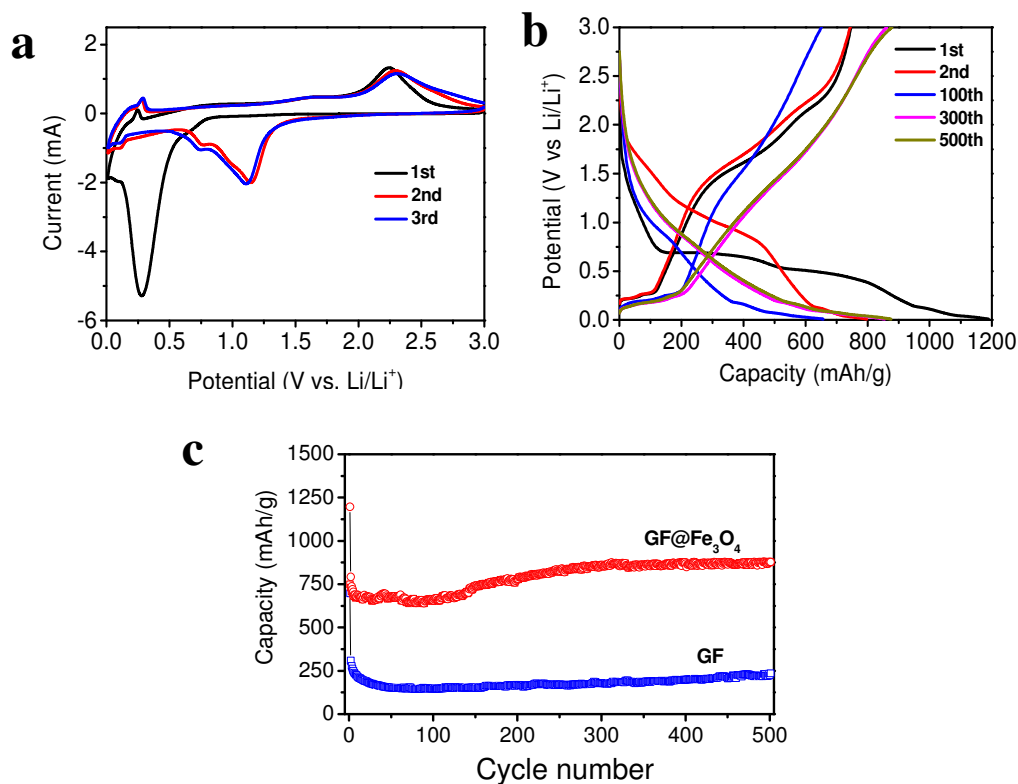 a
2
0
-2
-4
-6
Current (mA)
1st
2nd
3rd
0.0 0.5 1.0 1.5 2.0 2.5 3.0
Potential (V vs. Li/Li⁺)
b
3.0
2.5
2.0
1.5
1.0
0.5
0.0
Potential (V vs Li/Li⁺)
1st
2nd
100th
300th
500th
0 200 400 600 800 1000 1200
Capacity (mAh/g)
c
1500
1250
1000
750
500
250
0
Capacity (mAh/g)
GF@Fe₃O₄
GF
0 100 200 300 400 500
Cycle number